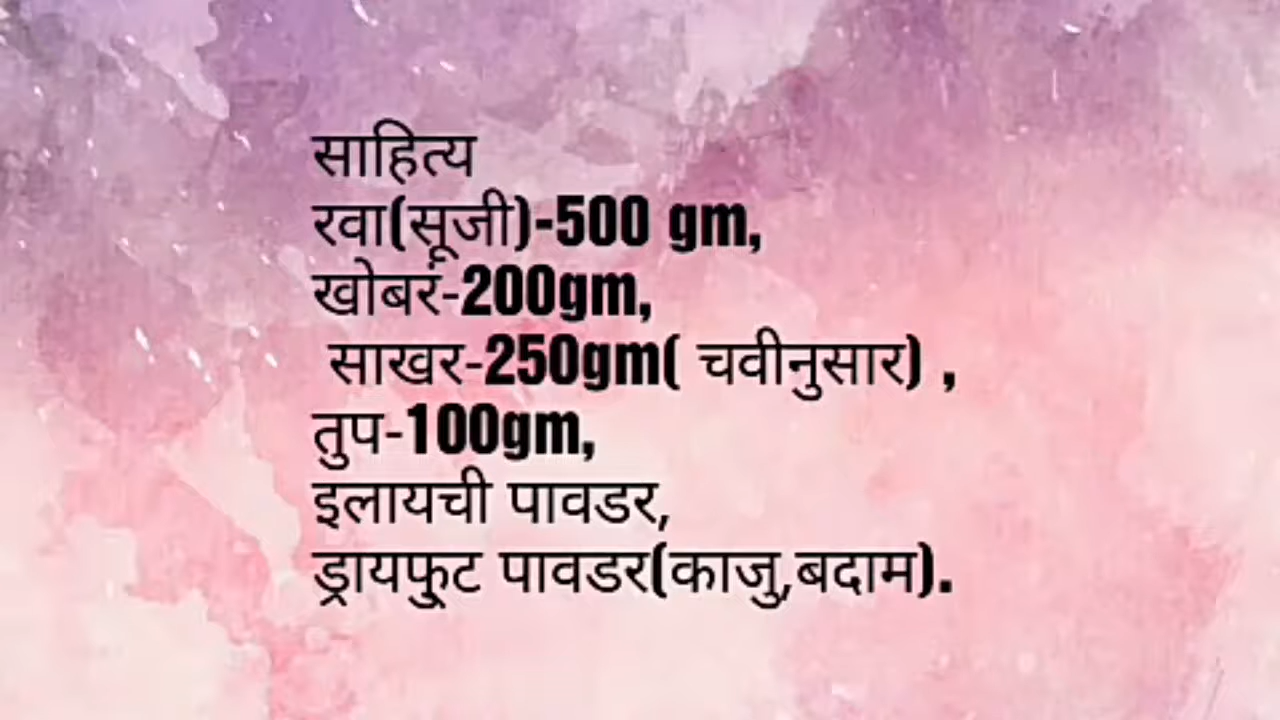 साहित्य
रवा(सूजी)-500 gm,
खोबरं-200gm,
साखर-250gm( चवीनुसार) ,
तुप-100gm,
इलायची पावडर,
ड्रायफु्ट पावडर(काजु,बदाम).